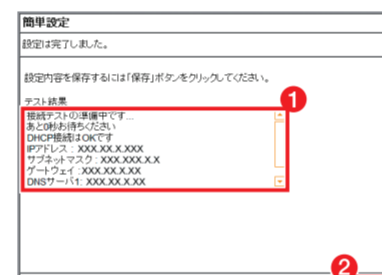 簡単設定
設定は完了しました。
設定内容を保存するには「保存」ボタンをクリックしてください。
テスト結果
1
接続テストの準備中です...
あと0秒お待ちください
DHCP接続はOKです
IPアドレス : XXX.XX.X.XXX
サブネットマスク : XXX.XXX.X.X
ゲートウェイ : XXX.XX.X.XX
DNSサーバ1: XXX.XX.X.XX
2